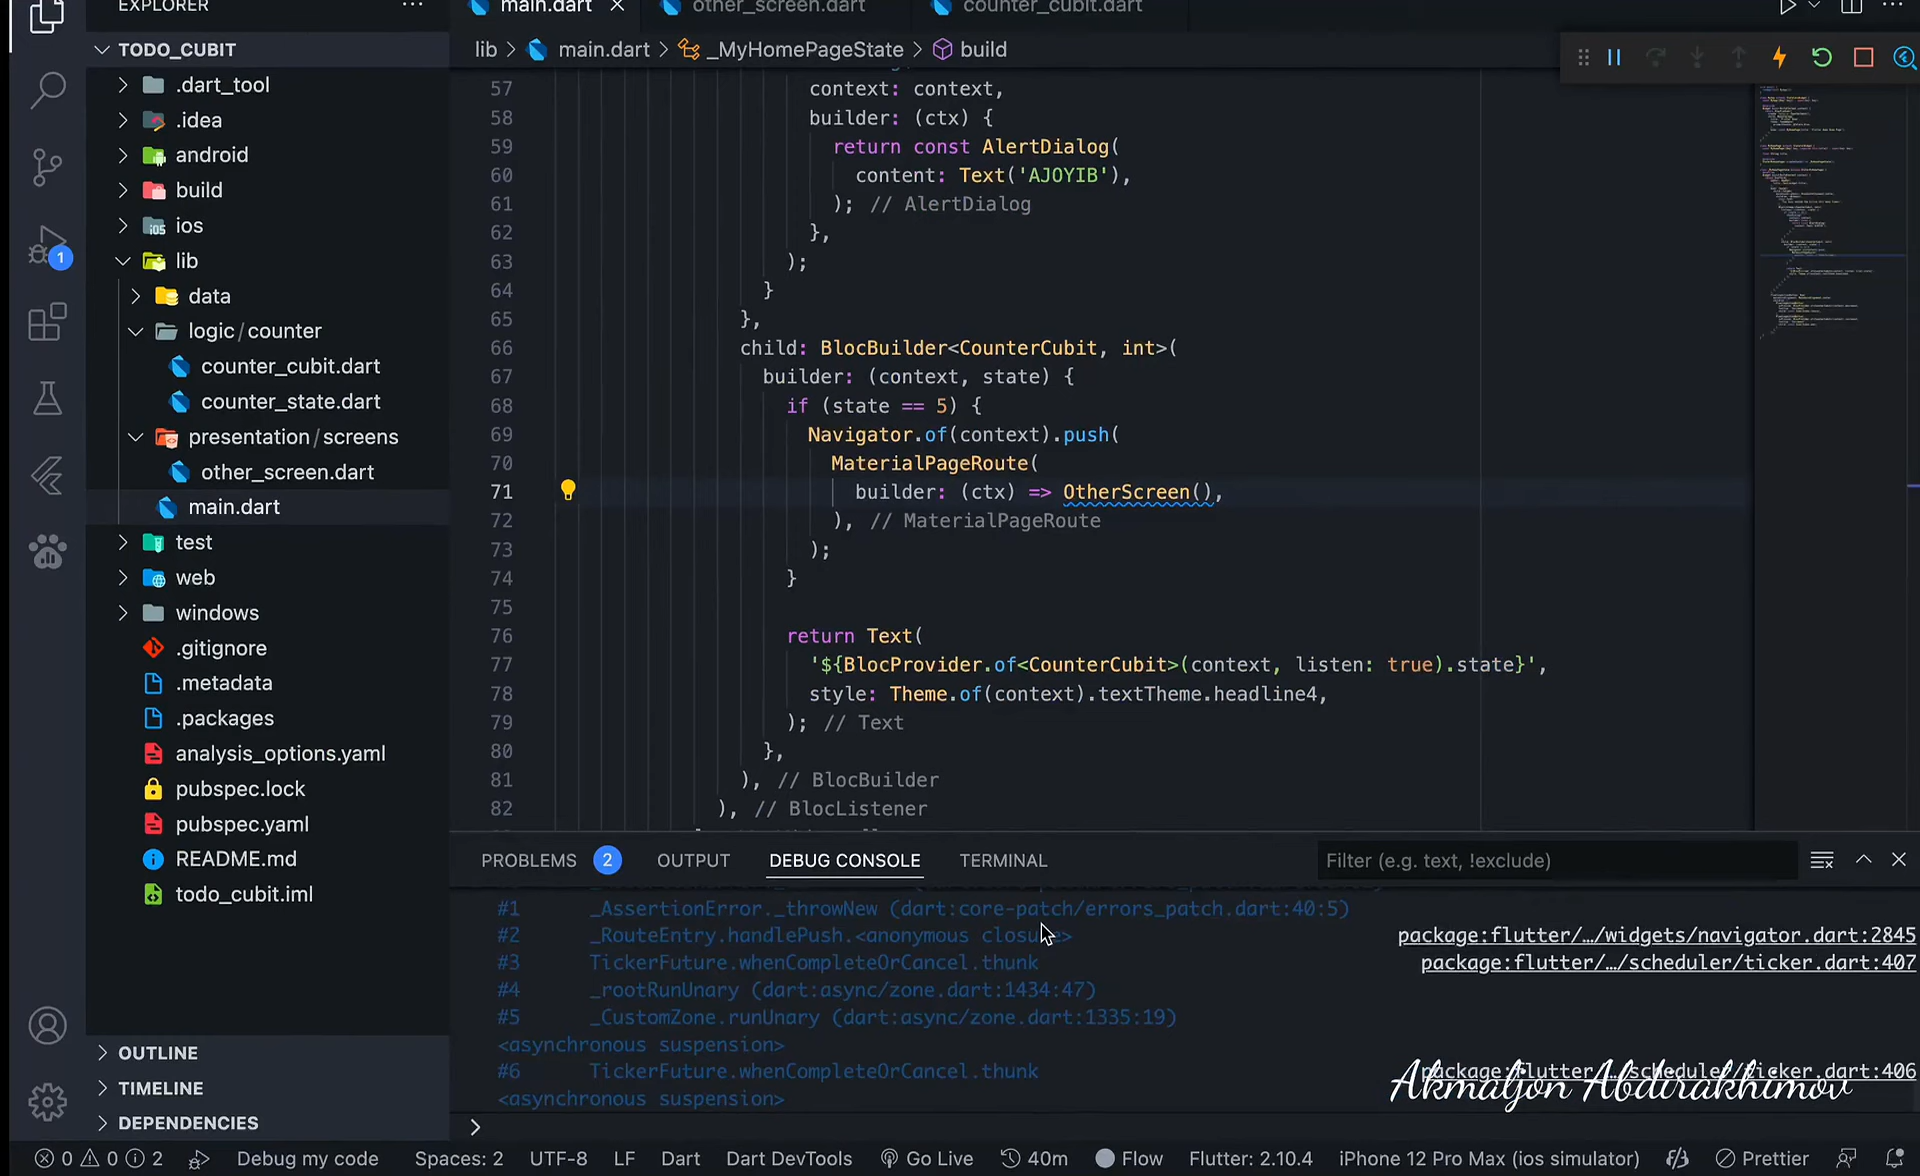 EXPLORER
TODO_CUBIT
.dart_tool
.idea
android
build
ios
lib
data
logic/counter
counter_cubit.dart
counter_state.dart
presentation/screens
other_screen.dart
main.dart
test
web
windows
.gitignore
.metadata
.packages
analysis_options.yaml
pubspec.lock
pubspec.yaml
README.md
todo_cubit.iml
OUTLINE
TIMELINE
DEPENDENCIES
1
main.dart other_screen.dart counter_cubit.dart
lib > main.dart > _MyHomePageState > build
57 context: context,
58 builder: (ctx) {
59 return const AlertDialog(
60 content: Text('AJOYIB'),
61 ); // AlertDialog
62 },
63 );
64 }
65 },
66 child: BlocBuilder<CounterCubit, int>(
67 builder: (context, state) {
68 if (state == 5) {
69 Navigator.of(context).push(
70 MaterialPageRoute(
71 builder: (ctx) => OtherScreen(),
72 ), // MaterialPageRoute
73 );
74 }
75
76 return Text(
77 '${BlocProvider.of<CounterCubit>(context, listen: true).state}',
78 style: Theme.of(context).textTheme.headline4,
79 ); // Text
80 },
81 ), // BlocBuilder
82 ), // BlocListener
PROBLEMS 2 OUTPUT DEBUG CONSOLE TERMINAL Filter (e.g. text, !exclude)
#1 _AssertionError._throwNew (dart:core-patch/errors_patch.dart:40:5)
#2 _RouteEntry.handlePush.<anonymous closure> package:flutter/…/widgets/navigator.dart:2845
#3 TickerFuture.whenCompleteOrCancel.thunk package:flutter/…/scheduler/ticker.dart:407
#4 _rootRunUnary (dart:async/zone.dart:1434:47)
#5 _CustomZone.runUnary (dart:async/zone.dart:1335:19)
<asynchronous suspension>
#6 TickerFuture.whenCompleteOrCancel.thunk package:flutter/…/scheduler/ticker.dart:406
<asynchronous suspension>
Akmaljon Abdirakhimov
0 0 2 Debug my code Spaces: 2 UTF-8 LF Dart Dart DevTools Go Live 40m Flow Flutter: 2.10.4 iPhone 12 Pro Max (ios simulator) Prettier